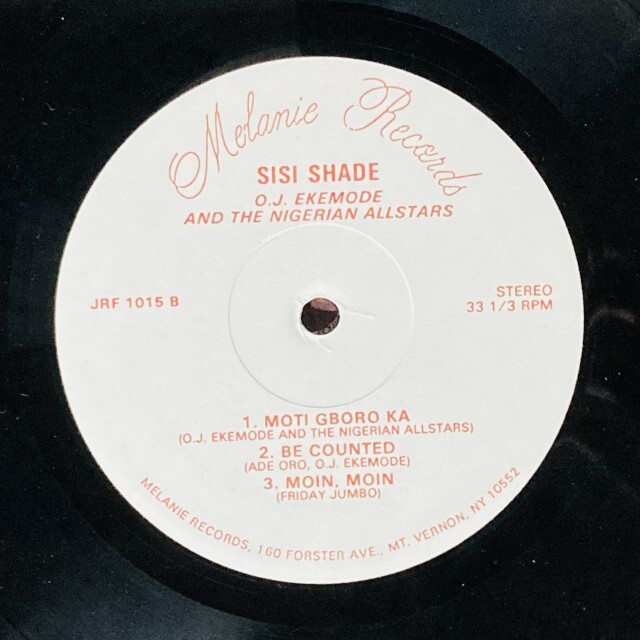 Melanie Records
SISI SHADE
O.J. EKEMODE
AND THE NIGERIAN ALLSTARS
JRF 1015 B
STEREO
33 1/3 RPM
1. MOTI GBORO KA
(O.J. EKEMODE AND THE NIGERIAN ALLSTARS)
2. BE COUNTED
(ADE ORO, O.J. EKEMODE)
3. MOIN, MOIN
(FRIDAY JUMBO)
MELANIE RECORDS, 160 FORSTER AVE., MT. VERNON, NY 10552